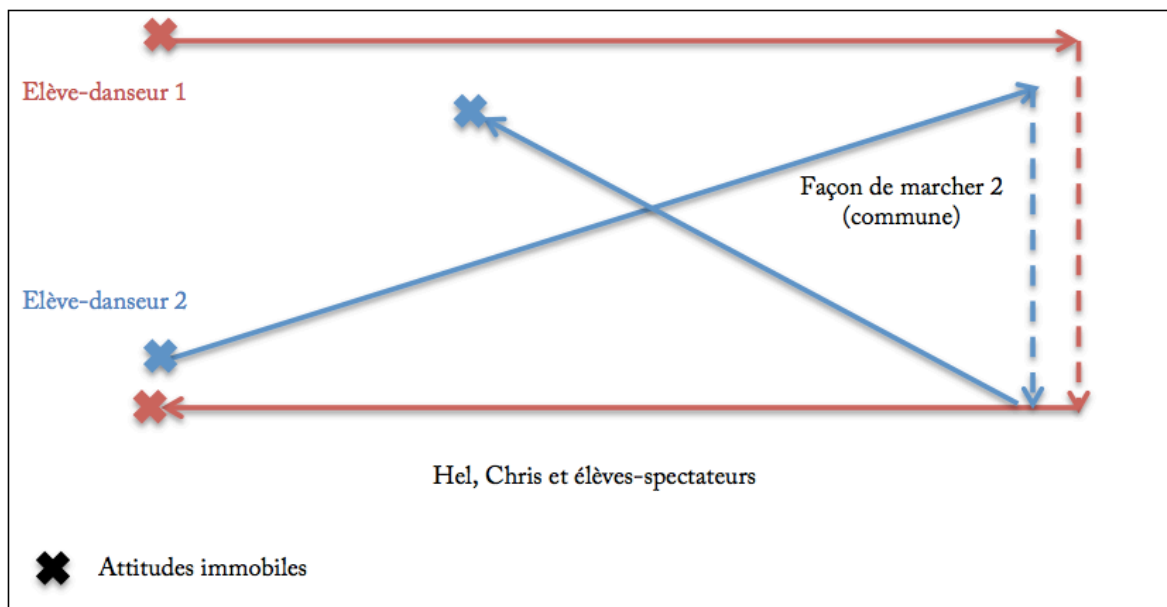 Elève-danseur 1
Façon de marcher 2
(commune)
Elève-danseur 2
Hel, Chris et élèves-spectateurs
Attitudes immobiles